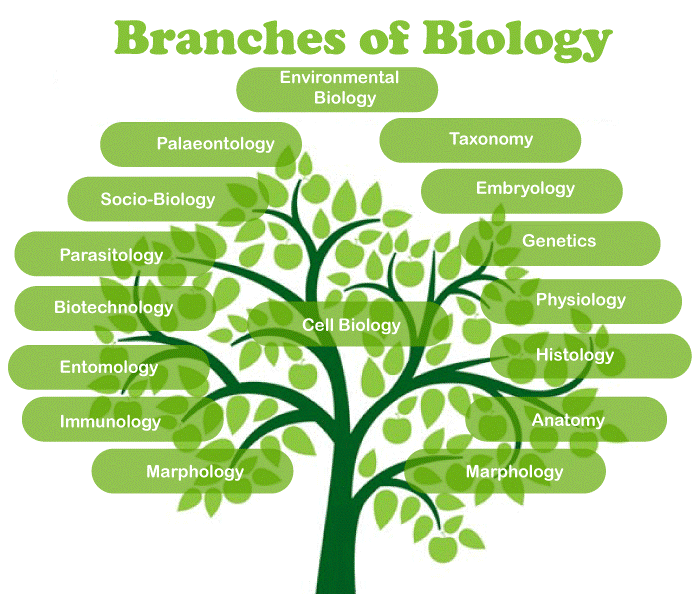 Branches of Biology
Environmental
Biology
Palaeontology
Taxonomy
Socio-Biology
Embryology
Parasitology
Genetics
Biotechnology
Physiology
Cell Biology
Entomology
Histology
Immunology
Anatomy
Marphology
Marphology